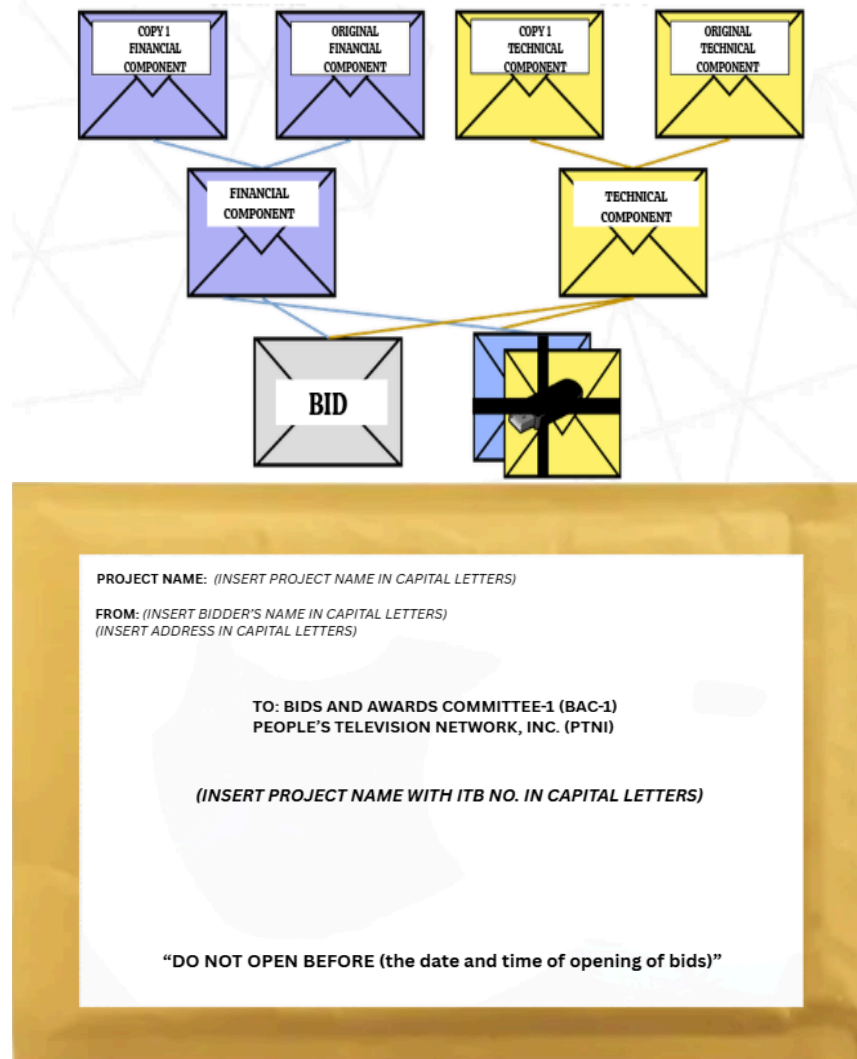 COPY 1
FINANCIAL
COMPONENT
ORIGINAL
FINANCIAL
COMPONENT
COPY 1
TECHNICAL
COMPONENT
ORIGINAL
TECHNICAL
COMPONENT
FINANCIAL
COMPONENT
TECHNICAL
COMPONENT
BID
PROJECT NAME: (INSERT PROJECT NAME IN CAPITAL LETTERS)
FROM: (INSERT BIDDER'S NAME IN CAPITAL LETTERS)
(INSERT ADDRESS IN CAPITAL LETTERS)
TO: BIDS AND AWARDS COMMITTEE-1 (BAC-1)
PEOPLE'S TELEVISION NETWORK, INC. (PTNI)
(INSERT PROJECT NAME WITH ITB NO. IN CAPITAL LETTERS)
“DO NOT OPEN BEFORE (the date and time of opening of bids)”